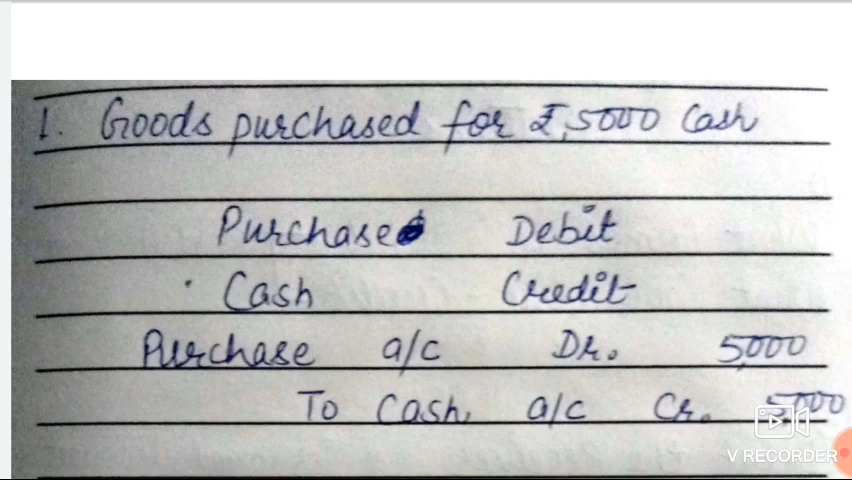 1. Goods purchased for ₹,5000 Cash
Purchase Debit
Cash Credit
Purchase a/c Dr. 5,000
To Cash a/c Cr. 5,000
V RECORDER